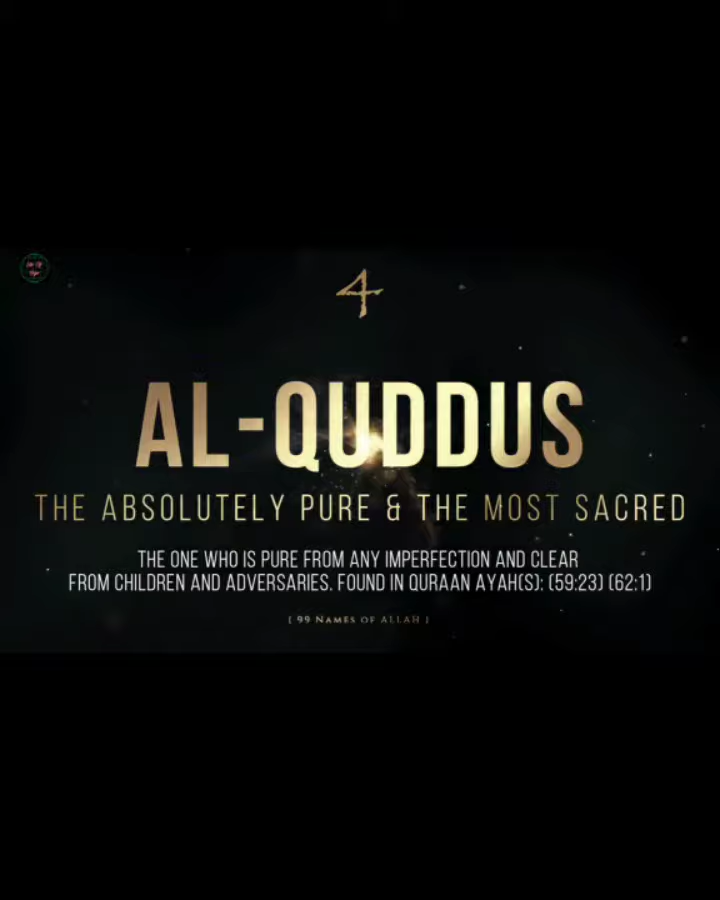 4
AL-QUDDUS
THE ABSOLUTELY PURE & THE MOST SACRED
THE ONE WHO IS PURE FROM ANY IMPERFECTION AND CLEAR
FROM CHILDREN AND ADVERSARIES. FOUND IN QURAAN AYAH(S): (59:23) (62:1)
[ 99 NAMES OF ALLAH ]